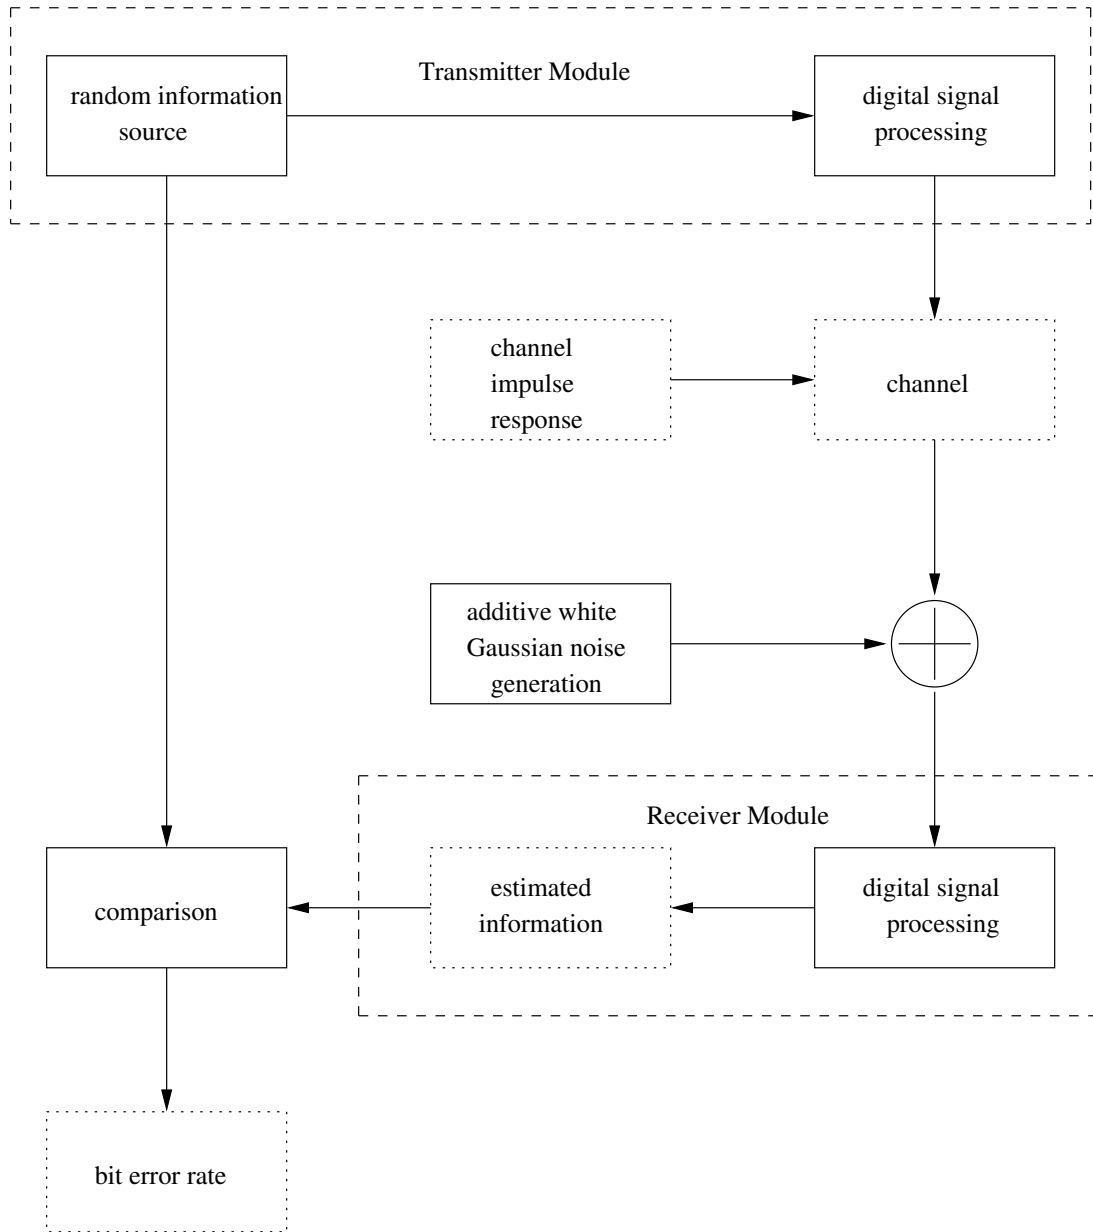 Transmitter Module
random information
source
digital signal
processing
channel
impulse
response
channel
additive white
Gaussian noise
generation
Receiver Module
comparison
estimated
information
digital signal
processing
bit error rate